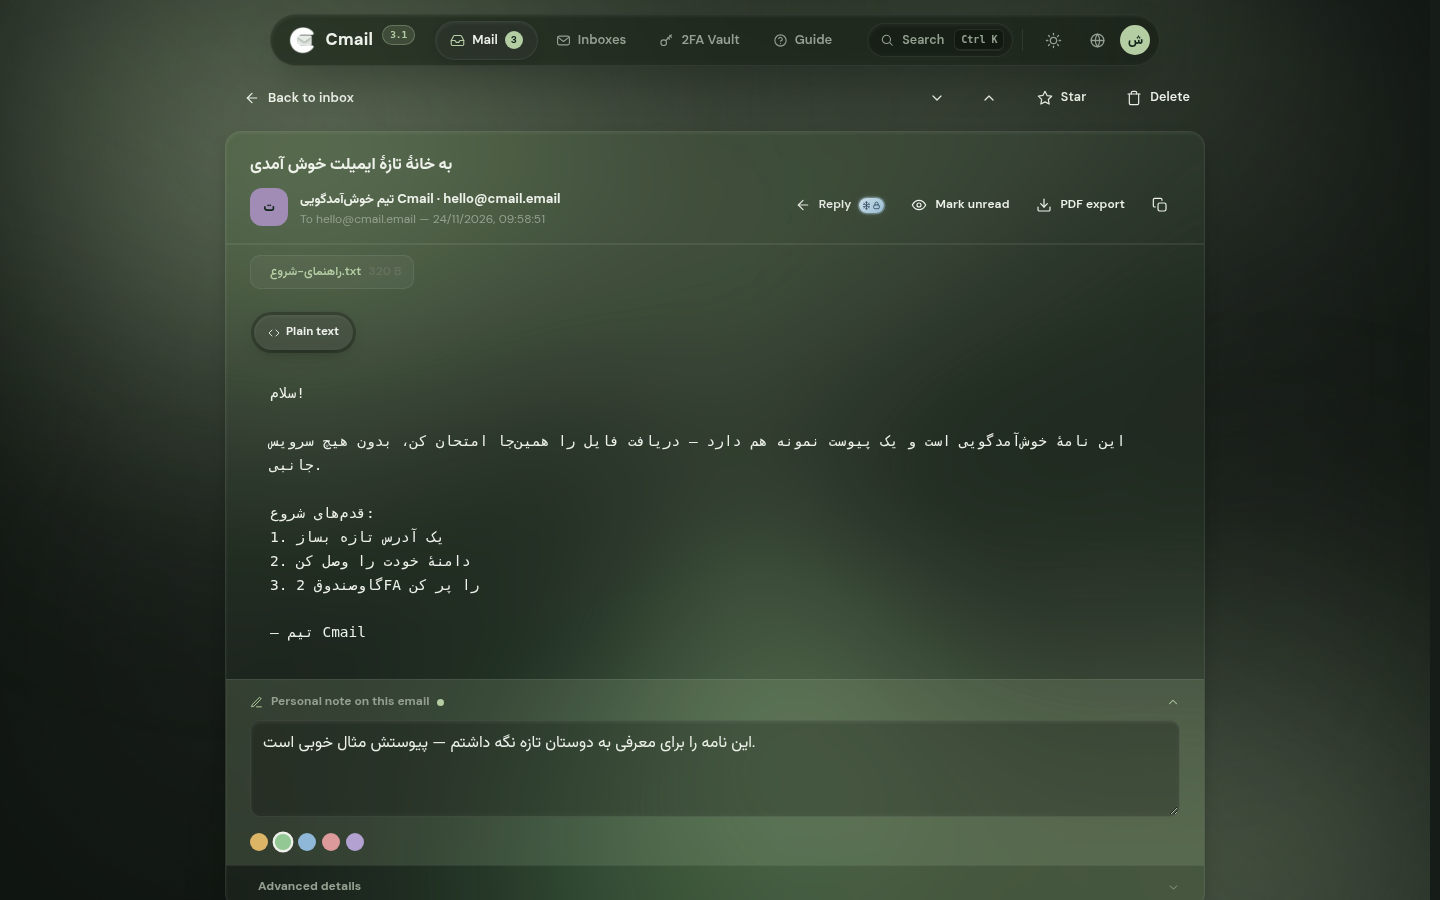 Cmail 3.1 Mail 3 Inboxes 2FA Vault Guide Search Ctrl K ش
Back to inbox Star Delete
به خانهٔ تازهٔ ایمیلت خوش آمدی
تیم خوش‌آمدگویی Cmail · hello@cmail.email
Reply Mark unread PDF export
To hello@cmail.email — 24/11/2026, 09:58:51
ت
راهنمای-شروع.txt 320 B
Plain text
سلام!
این نامهٔ خوش‌آمدگویی است و یک پیوست نمونه هم دارد — دریافت فایل را همین‌جا امتحان کن، بدون هیچ سرویس
جانبی.
قدم‌های شروع:
1. یک آدرس تازه بساز
2. دامنهٔ خودت را وصل کن
3. گاوصندوق 2FA را پر کن
— تیم Cmail
Personal note on this email
این نامه را برای معرفی به دوستان تازه نگه داشتم — پیوستش مثال خوبی است.
Advanced details